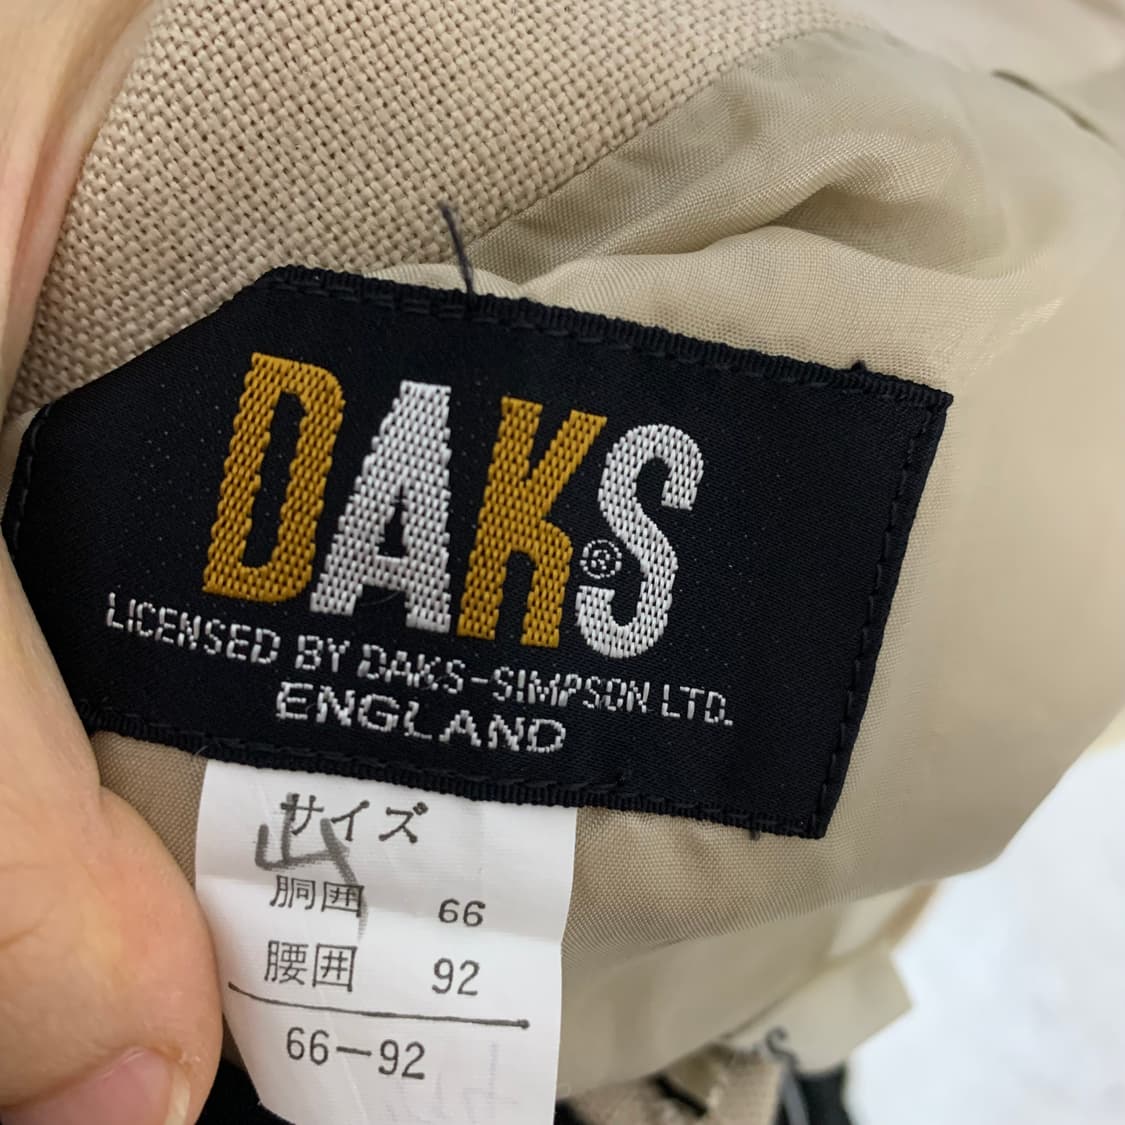 DAKS®
LICENSED BY DAKS-SIMPSON LTD.
ENGLAND
サイズ
胴囲 66
腰囲 92
66-92